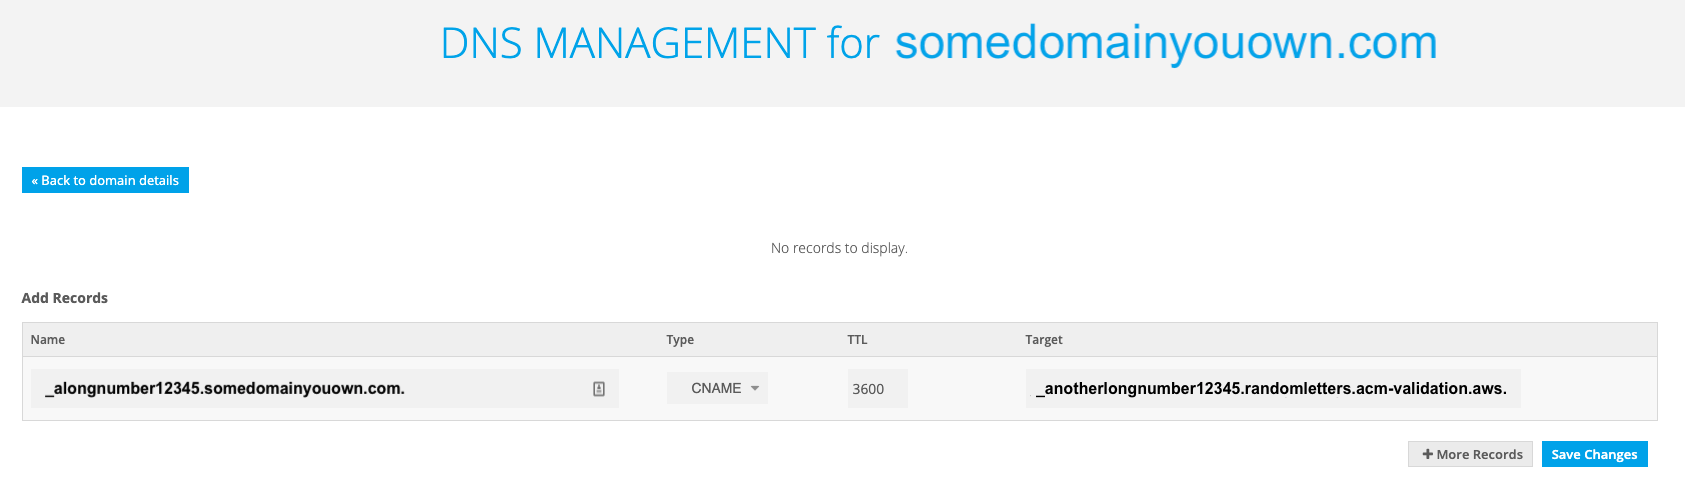 DNS MANAGEMENT for somedomainyouown.com
« Back to domain details
No records to display.
Add Records
Name Type TTL Target
_alongnumber12345.somedomainyouown.com. CNAME 3600 _anotherlongnumber12345.randomletters.acm-validation.aws.
+ More Records Save Changes